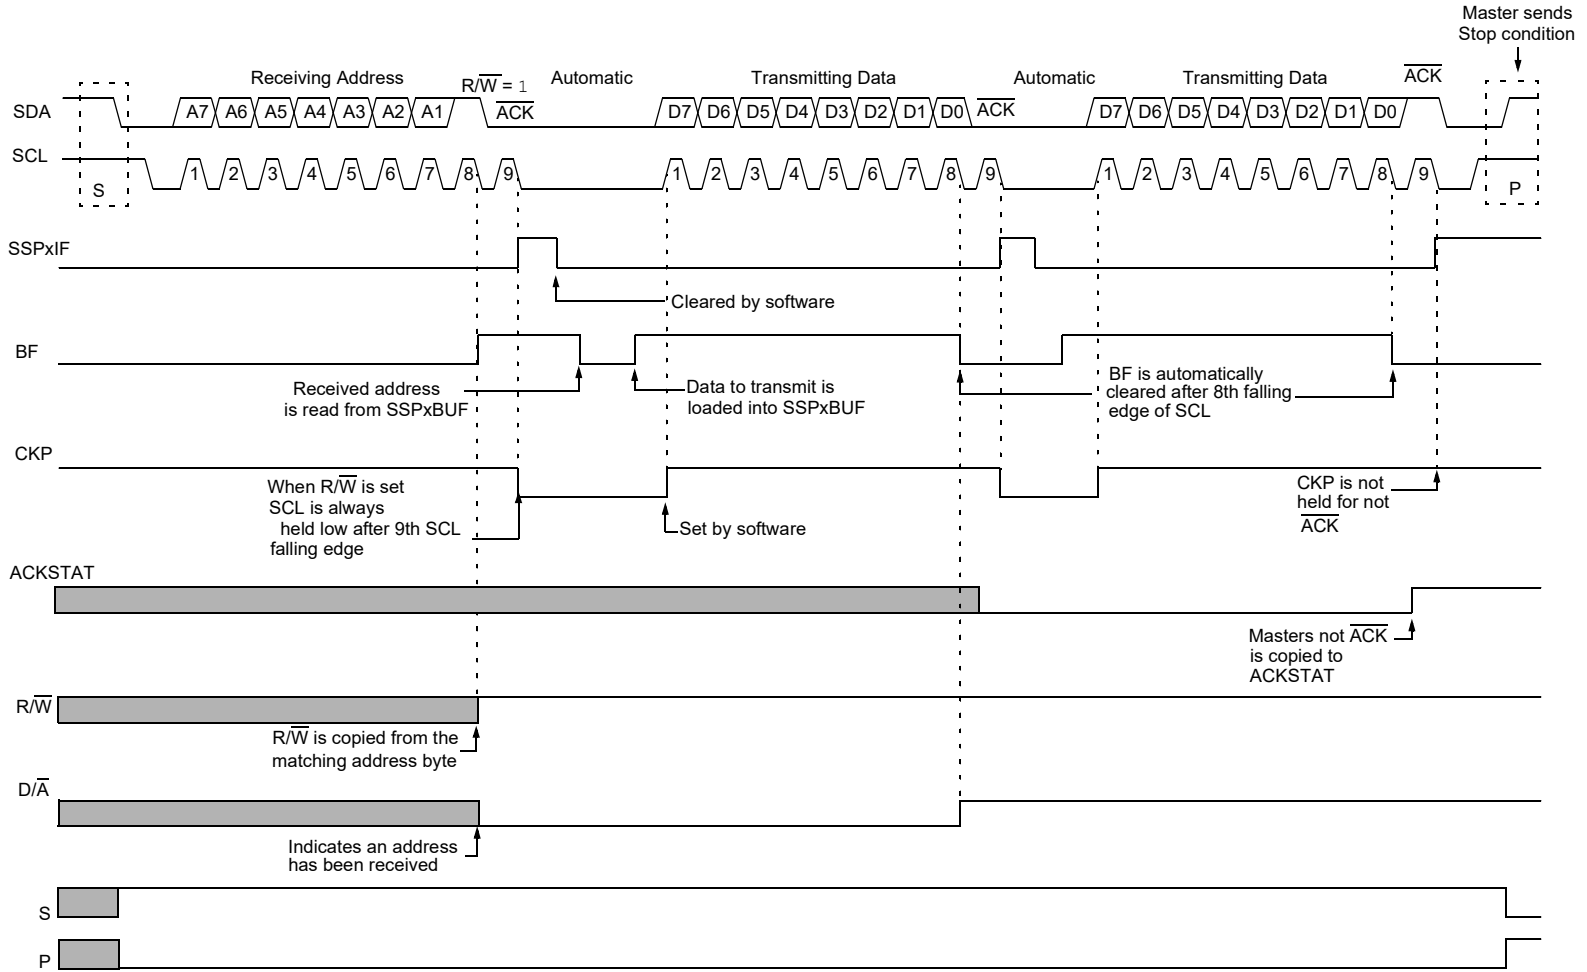 Master sends
Stop condition
Receiving Address
R/W̅ = 1
Automatic
Transmitting Data
Automatic
Transmitting Data
A̅C̅K̅
SDA
A7 A6 A5 A4 A3 A2 A1
A̅C̅K̅
D7 D6 D5 D4 D3 D2 D1 D0
A̅C̅K̅
D7 D6 D5 D4 D3 D2 D1 D0
SCL
S
1 2 3 4 5 6 7 8 9
1 2 3 4 5 6 7 8 9
1 2 3 4 5 6 7 8 9
P
SSPxIF
Cleared by software
BF
Received address
is read from SSPxBUF
Data to transmit is
loaded into SSPxBUF
BF is automatically
cleared after 8th falling
edge of SCL
CKP
When R/W̅ is set
SCL is always
held low after 9th SCL
falling edge
Set by software
CKP is not
held for not
A̅C̅K̅
ACKSTAT
Masters not A̅C̅K̅
is copied to
ACKSTAT
R/W̅
R/W̅ is copied from the
matching address byte
D/A̅
Indicates an address
has been received
S
P